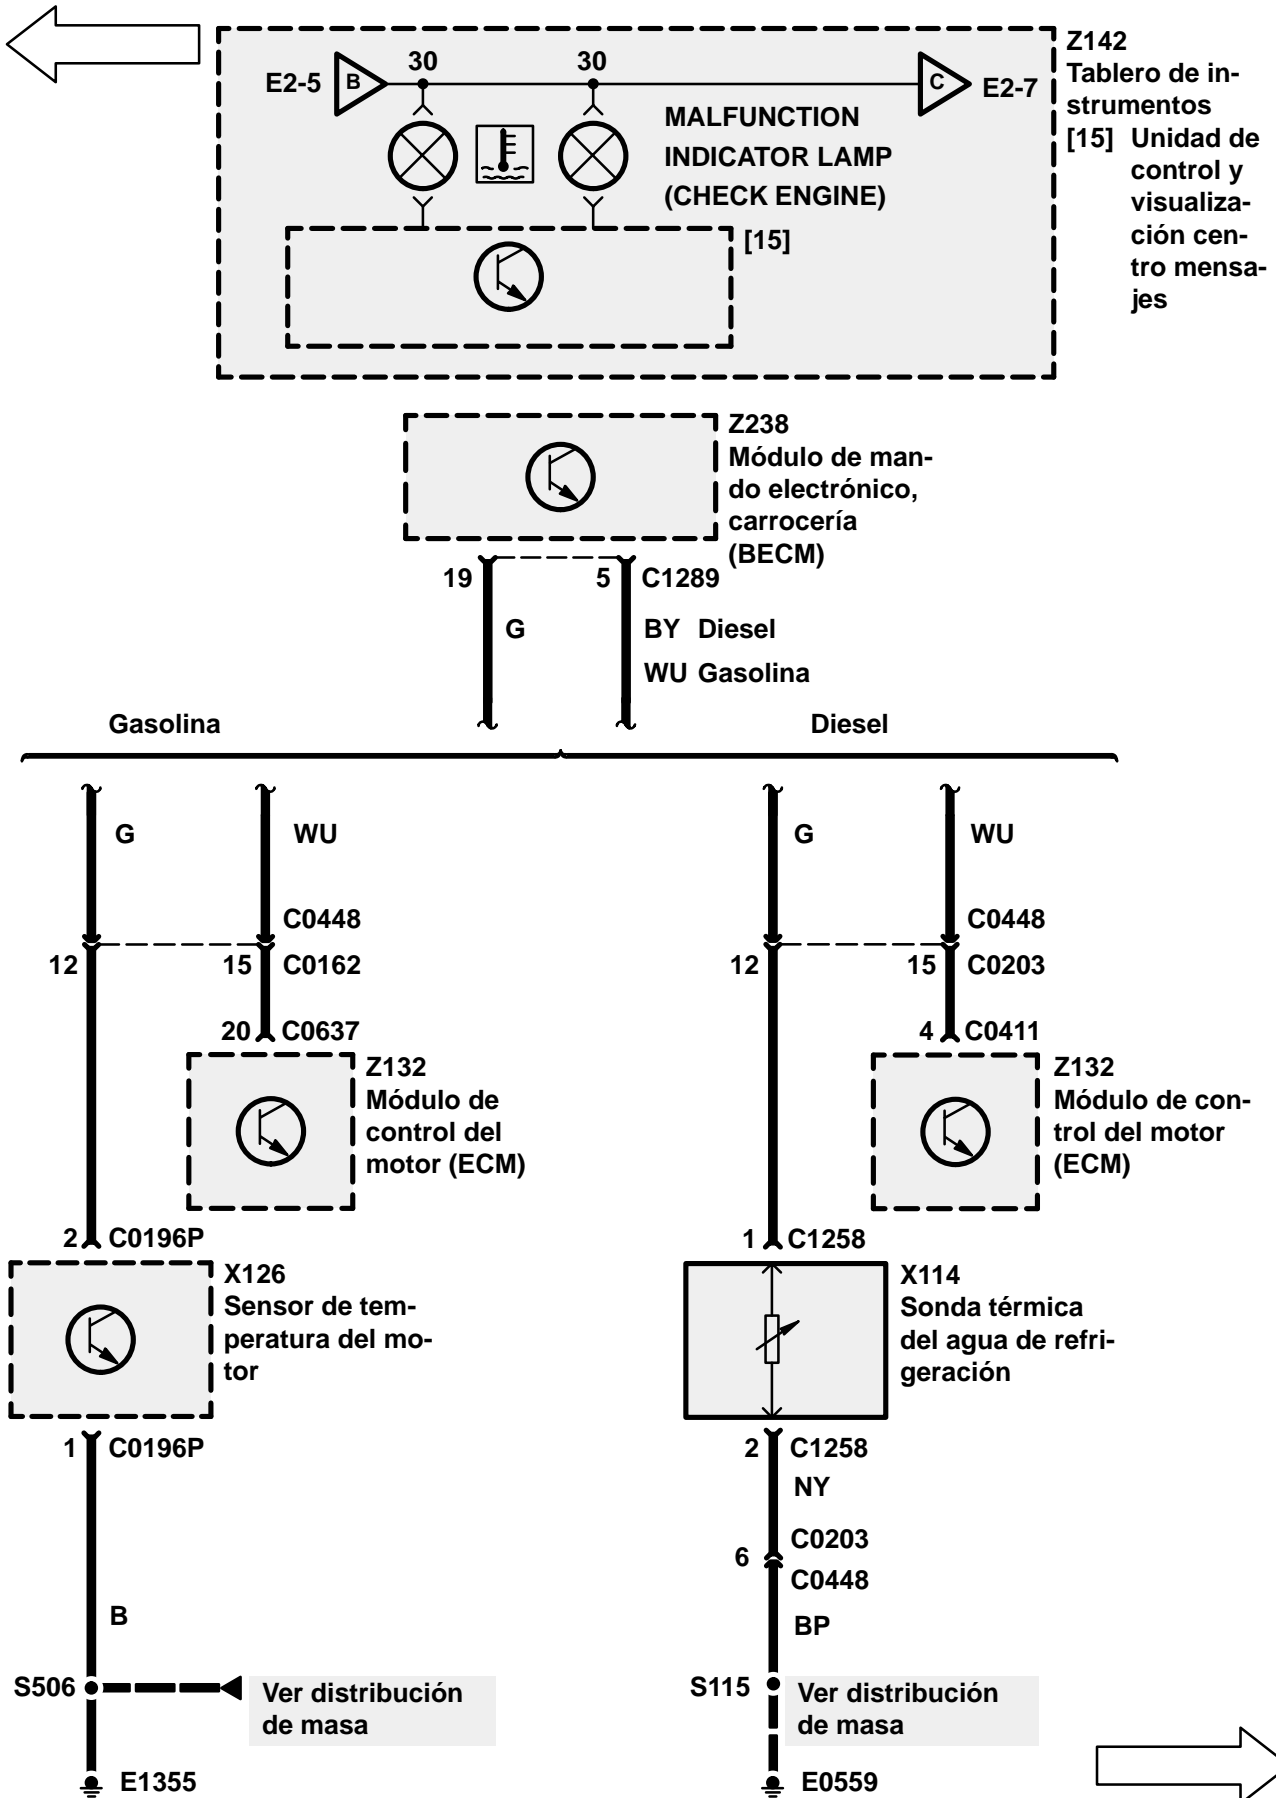 Z142
Tablero de in-
strumentos
[15] Unidad de
control y
visualiza-
ción cen-
tro mensa-
jes
E2-5 B 30 30 C E2-7
MALFUNCTION
INDICATOR LAMP
(CHECK ENGINE)
[15]
Z238
Módulo de man-
do electrónico,
carrocería
(BECM)
19 5 C1289
G BY Diesel
WU Gasolina
Gasolina Diesel
G WU G WU
C0448 C0448
12 15 C0162 12 15 C0203
20 C0637 4 C0411
Z132
Módulo de
control del
motor (ECM)
Z132
Módulo de con-
trol del motor
(ECM)
2 C0196P 1 C1258
X126
Sensor de tem-
peratura del mo-
tor
X114
Sonda térmica
del agua de refri-
geración
1 C0196P 2 C1258
NY
C0203
6
C0448
B BP
S506 Ver distribución
de masa
S115 Ver distribución
de masa
E1355 E0559